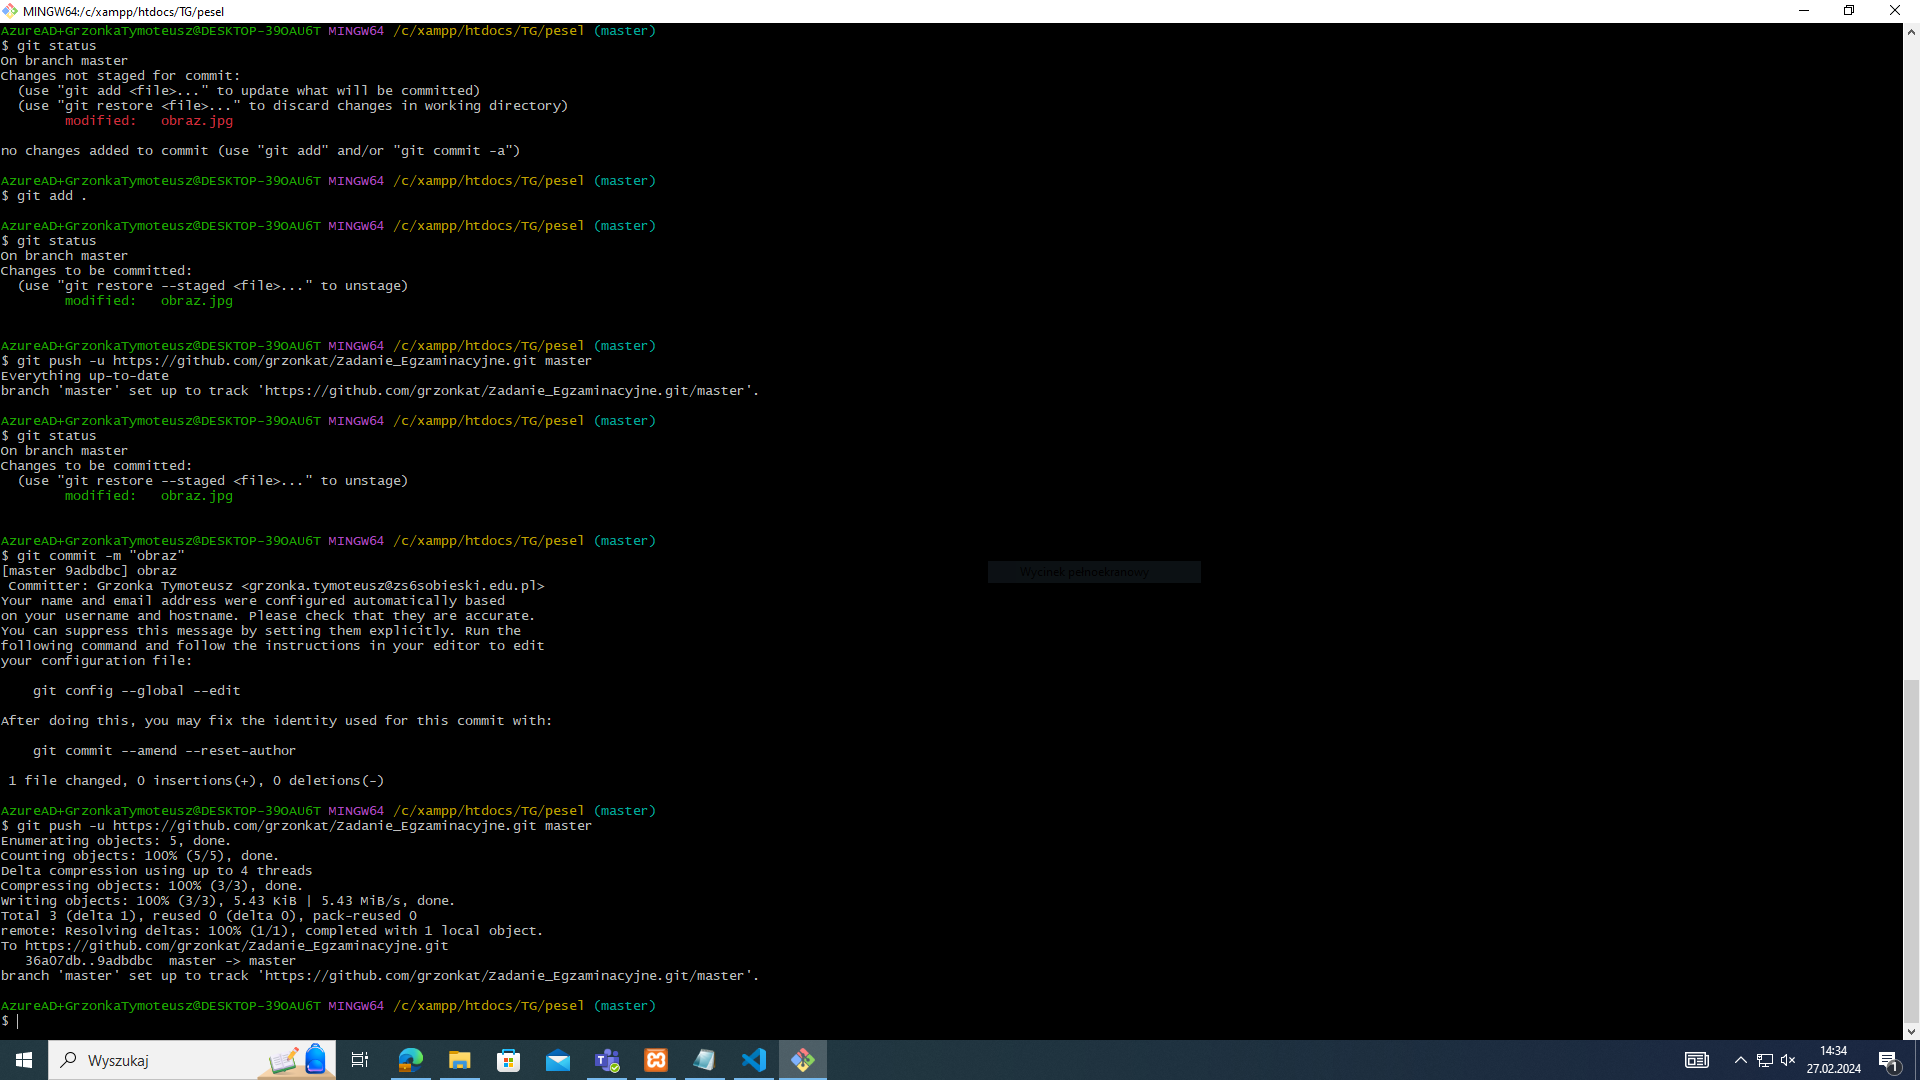 MINGW64:/c/xampp/htdocs/TG/pesel
AzureAD+GrzonkaTymoteusz@DESKTOP-39OAU6T MINGW64 /c/xampp/htdocs/TG/pesel (master)
$ git status
On branch master
Changes not staged for commit:
  (use "git add <file>..." to update what will be committed)
  (use "git restore <file>..." to discard changes in working directory)
        modified:   obraz.jpg
no changes added to commit (use "git add" and/or "git commit -a")
AzureAD+GrzonkaTymoteusz@DESKTOP-39OAU6T MINGW64 /c/xampp/htdocs/TG/pesel (master)
$ git add .
AzureAD+GrzonkaTymoteusz@DESKTOP-39OAU6T MINGW64 /c/xampp/htdocs/TG/pesel (master)
$ git status
On branch master
Changes to be committed:
  (use "git restore --staged <file>..." to unstage)
        modified:   obraz.jpg
AzureAD+GrzonkaTymoteusz@DESKTOP-39OAU6T MINGW64 /c/xampp/htdocs/TG/pesel (master)
$ git push -u https://github.com/grzonkat/Zadanie_Egzaminacyjne.git master
Everything up-to-date
branch 'master' set up to track 'https://github.com/grzonkat/Zadanie_Egzaminacyjne.git/master'.
AzureAD+GrzonkaTymoteusz@DESKTOP-39OAU6T MINGW64 /c/xampp/htdocs/TG/pesel (master)
$ git status
On branch master
Changes to be committed:
  (use "git restore --staged <file>..." to unstage)
        modified:   obraz.jpg
AzureAD+GrzonkaTymoteusz@DESKTOP-39OAU6T MINGW64 /c/xampp/htdocs/TG/pesel (master)
$ git commit -m "obraz"
[master 9adbdbc] obraz
 Committer: Grzonka Tymoteusz <grzonka.tymoteusz@zs6sobieski.edu.pl>
Your name and email address were configured automatically based
on your username and hostname. Please check that they are accurate.
You can suppress this message by setting them explicitly. Run the
following command and follow the instructions in your editor to edit
your configuration file:
    git config --global --edit
After doing this, you may fix the identity used for this commit with:
    git commit --amend --reset-author
 1 file changed, 0 insertions(+), 0 deletions(-)
AzureAD+GrzonkaTymoteusz@DESKTOP-39OAU6T MINGW64 /c/xampp/htdocs/TG/pesel (master)
$ git push -u https://github.com/grzonkat/Zadanie_Egzaminacyjne.git master
Enumerating objects: 5, done.
Counting objects: 100% (5/5), done.
Delta compression using up to 4 threads
Compressing objects: 100% (3/3), done.
Writing objects: 100% (3/3), 5.43 KiB | 5.43 MiB/s, done.
Total 3 (delta 1), reused 0 (delta 0), pack-reused 0
remote: Resolving deltas: 100% (1/1), completed with 1 local object.
To https://github.com/grzonkat/Zadanie_Egzaminacyjne.git
   36a07db..9adbdbc  master -> master
branch 'master' set up to track 'https://github.com/grzonkat/Zadanie_Egzaminacyjne.git/master'.
AzureAD+GrzonkaTymoteusz@DESKTOP-39OAU6T MINGW64 /c/xampp/htdocs/TG/pesel (master)
$
Wycinek pełnoekranowy
Wyszukaj
14:34
27.02.2024
1